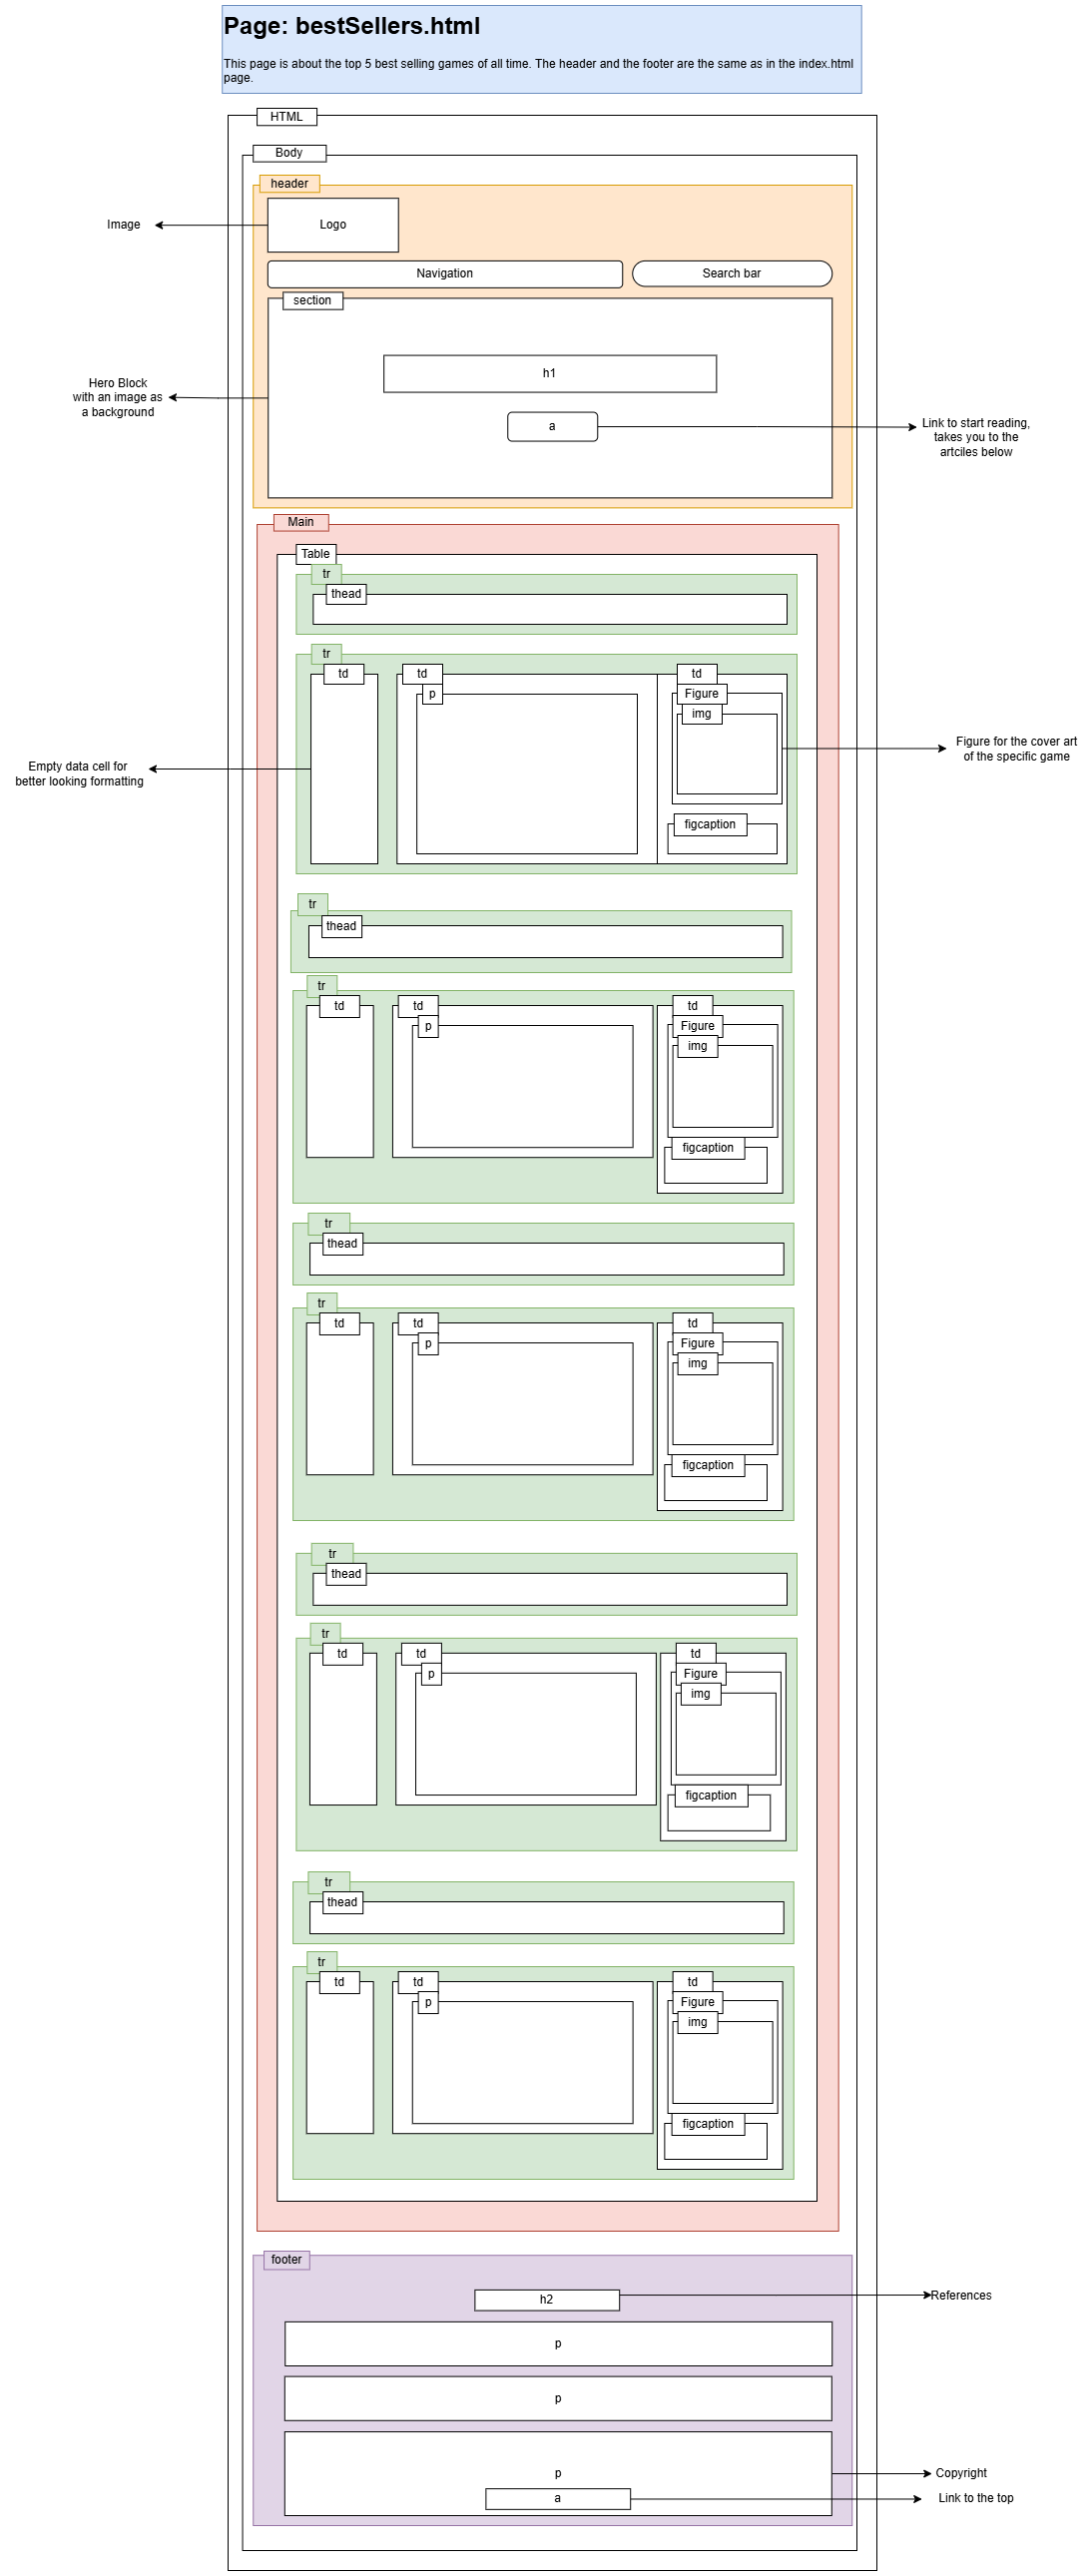 Page: bestSellers.html
This page is about the top 5 best selling games of all time. The header and the footer are the same as in the index.html
page.
HTML
Body
header
Image
Logo
Navigation
Search bar
section
h1
Hero Block
with an image as
a background
a
Link to start reading,
takes you to the
artciles below
Main
Table
tr
thead
tr
td
td
td
p
Figure
img
Figure for the cover art
of the specific game
Empty data cell for
better looking formatting
figcaption
tr
thead
tr
td
td
td
p
Figure
img
figcaption
tr
thead
tr
td
td
td
p
Figure
img
figcaption
tr
thead
tr
td
td
td
p
Figure
img
figcaption
tr
thead
tr
td
td
td
p
Figure
img
figcaption
footer
h2
References
p
p
p
Copyright
a
Link to the top